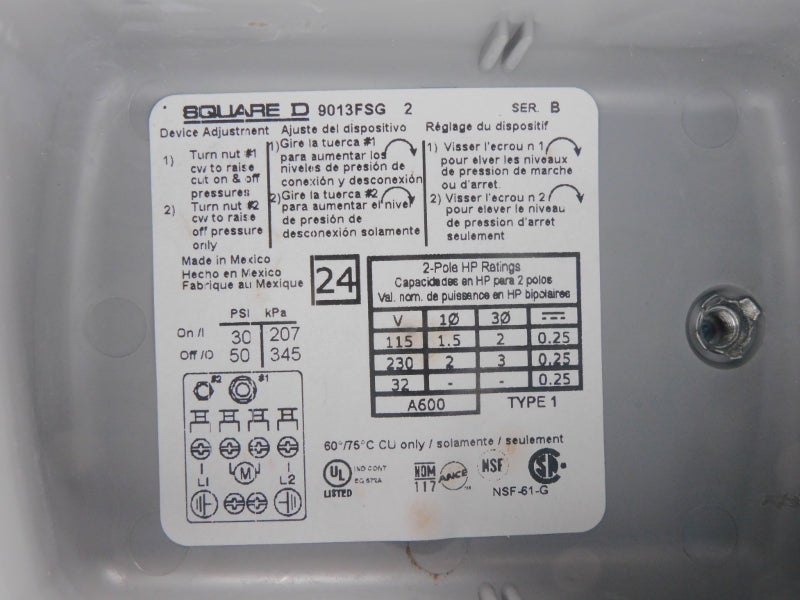 SQUARE D 9013FSG 2 SER. B
Device Adjustment
1) Turn nut #1
cw to raise
cut on & off
pressures
2) Turn nut #2
cw to raise
off pressure
only
Ajuste del dispositivo
1) Gire la tuerca #1
para aumentar los
niveles de presión de
conexión y desconexión
2) Gire la tuerca #2
para aumentar el nivel
de presión de
desconexión solamente
Réglage du dispositif
1) Visser l'ecrou n 1
pour elver les niveaux
de pression de marche
ou d'arret.
2) Visser l'ecrou n 2
pour elever le niveau
de pression d'arret
seulement
Made in Mexico
Hecho en Mexico
Fabrique au Mexique
24
PSI kPa
On /I 30 207
Off /O 50 345
#2 #1
M
L1 L2
2-Pole HP Ratings
Capacidades en HP para 2 polos
Val. nom. de puissance en HP bipolaires
V 1Ø 3Ø ⎓
115 1.5 2 0.25
230 2 3 0.25
32 - - 0.25
A600 TYPE 1
60°/75°C CU only / solamente / seulement
UL IND CONT
EQ 572A
LISTED
NOM
117
ANCE
NSF
NSF-61-G